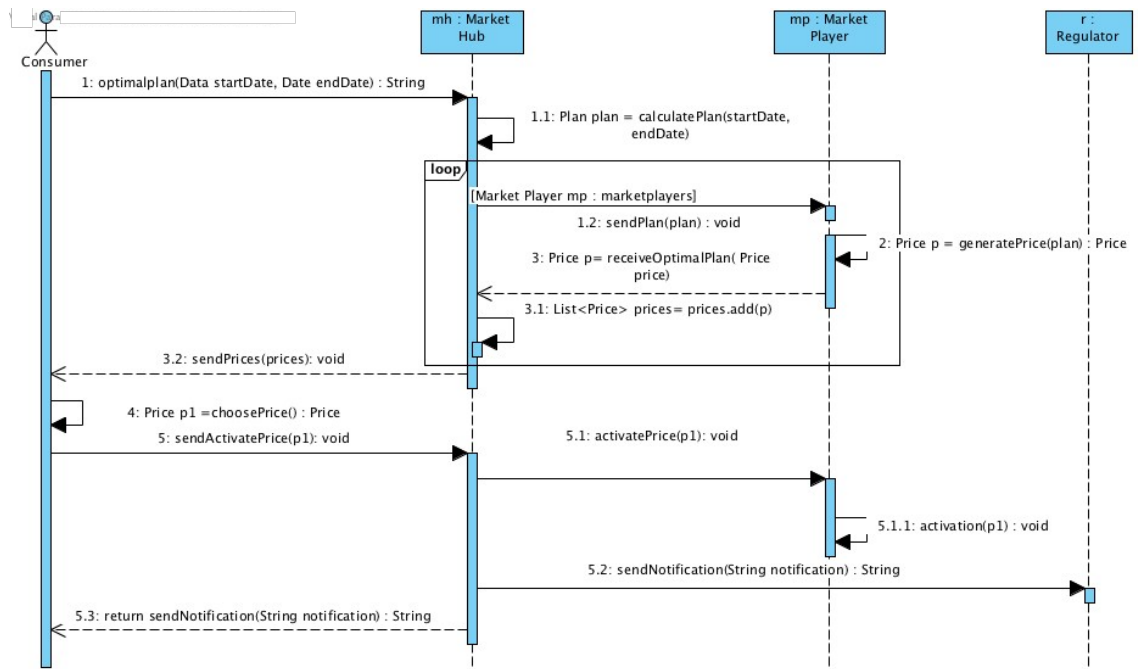 mh : Market
Hub
mp : Market
Player
r :
Regulator
Consumer
1: optimalplan(Data startDate, Date endDate) : String
1.1: Plan plan = calculatePlan(startDate,
endDate)
loop
[Market Player mp : marketplayers]
1.2: sendPlan(plan) : void
2: Price p = generatePrice(plan) : Price
3: Price p= receiveOptimalPlan( Price
price)
3.1: List<Price> prices= prices.add(p)
3.2: sendPrices(prices): void
4: Price p1 =choosePrice() : Price
5: sendActivatePrice(p1): void
5.1: activatePrice(p1): void
5.1.1: activation(p1) : void
5.2: sendNotification(String notification) : String
5.3: return sendNotification(String notification) : String